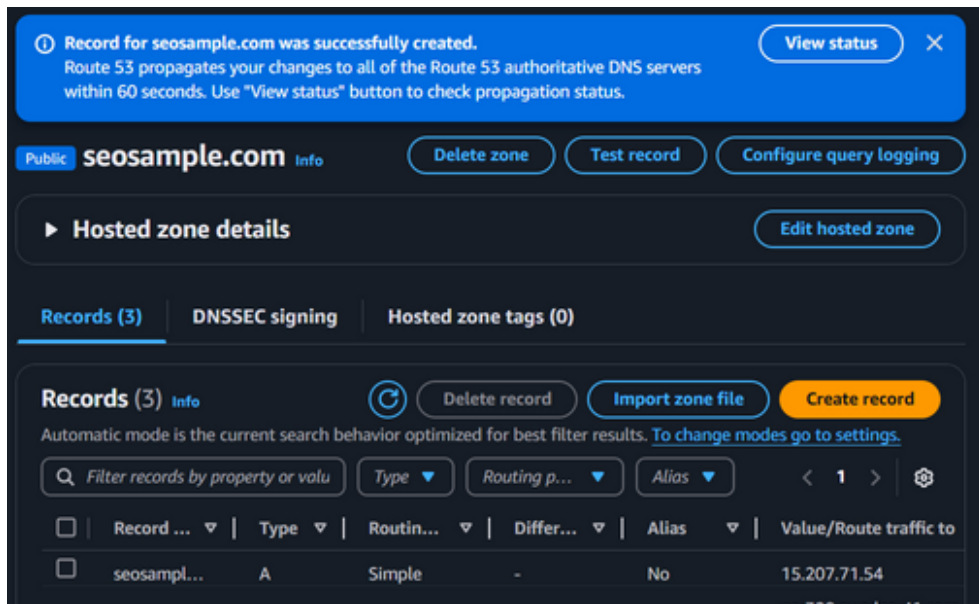 Record for seosample.com was successfully created.
Route 53 propagates your changes to all of the Route 53 authoritative DNS servers
within 60 seconds. Use "View status" button to check propagation status.
View status
Public seosample.com Info
Delete zone
Test record
Configure query logging
Hosted zone details
Edit hosted zone
Records (3)
DNSSEC signing
Hosted zone tags (0)
Records (3) Info
Delete record
Import zone file
Create record
Automatic mode is the current search behavior optimized for best filter results. To change modes go to settings.
Filter records by property or valu
Type
Routing p...
Alias
1
Record ... Type Routin... Differ... Alias Value/Route traffic to
seosampl... A Simple - No 15.207.71.54